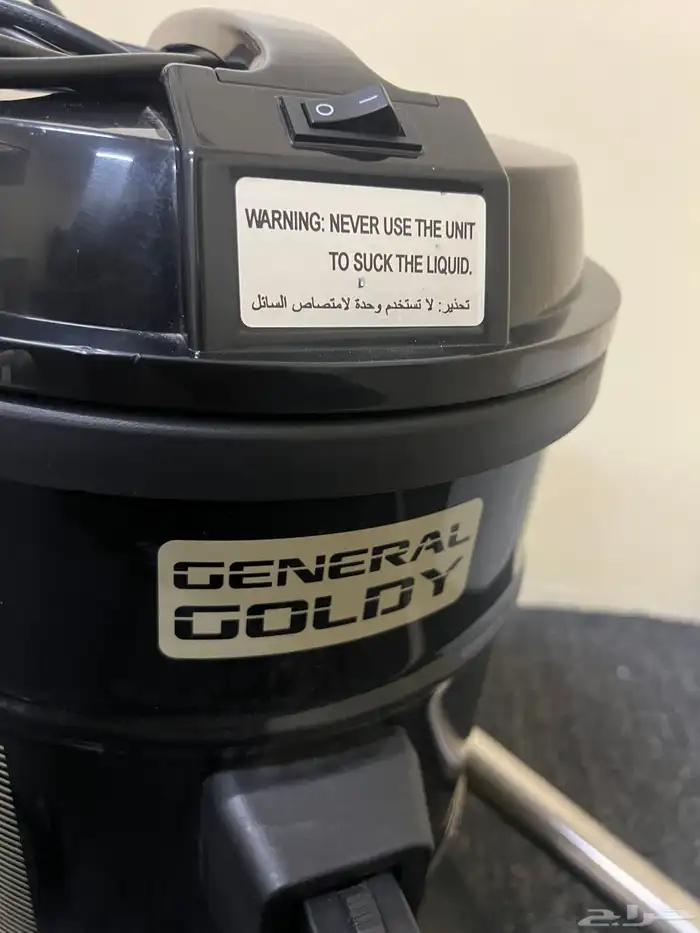 WARNING: NEVER USE THE UNIT
TO SUCK THE LIQUID.
تحذير: لا تستخدم وحدة لامتصاص السائل
GENERAL
GOLDY
حراج